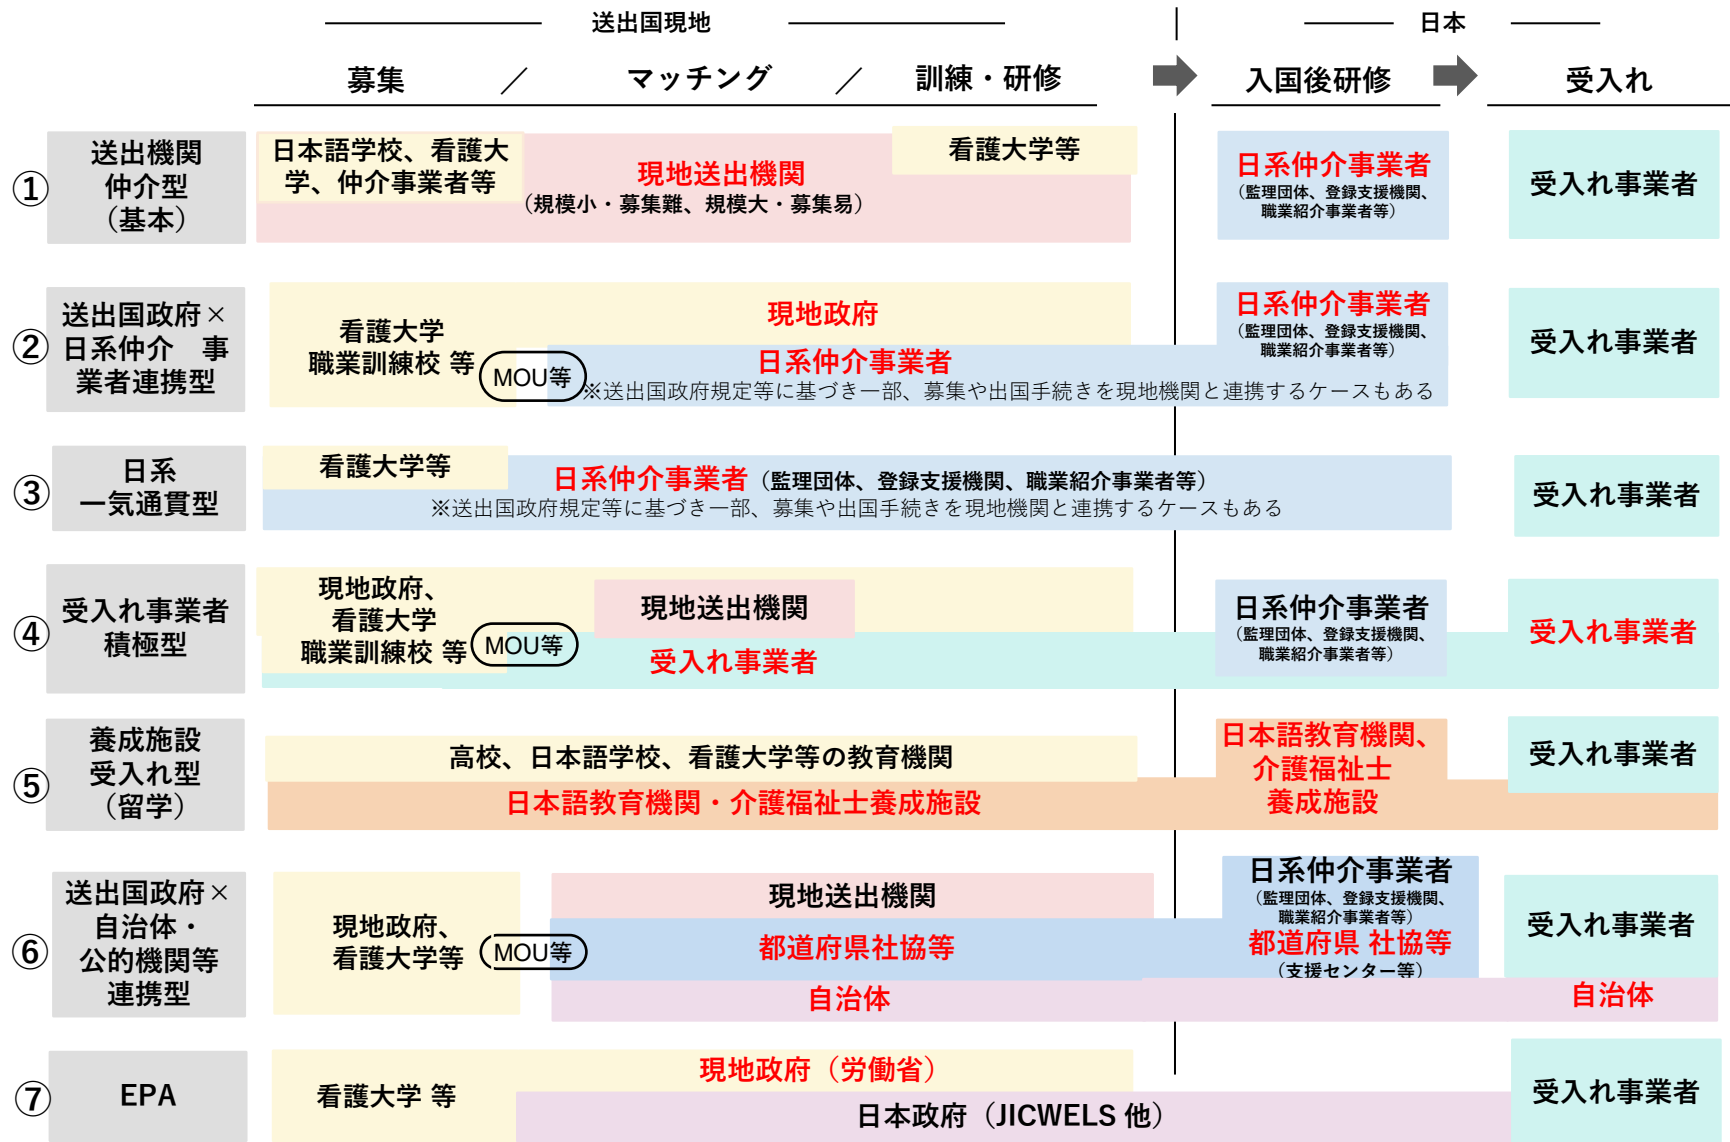 送出国現地
日本
募集 ／ マッチング ／ 訓練・研修
入国後研修
受入れ
①
送出機関
仲介型
（基本）
日本語学校、看護大
学、仲介事業者等
現地送出機関
（規模小・募集難、規模大・募集易）
看護大学等
日系仲介事業者
（監理団体、登録支援機関、
職業紹介事業者等）
受入れ事業者
②
送出国政府×
日系仲介　事
業者連携型
看護大学
職業訓練校 等
MOU等
現地政府
日系仲介事業者
※送出国政府規定等に基づき一部、募集や出国手続きを現地機関と連携するケースもある
日系仲介事業者
（監理団体、登録支援機関、
職業紹介事業者等）
受入れ事業者
③
日系
一気通貫型
看護大学等
日系仲介事業者（監理団体、登録支援機関、職業紹介事業者等）
※送出国政府規定等に基づき一部、募集や出国手続きを現地機関と連携するケースもある
受入れ事業者
④
受入れ事業者
積極型
現地政府、
看護大学
職業訓練校 等
MOU等
現地送出機関
受入れ事業者
日系仲介事業者
（監理団体、登録支援機関、
職業紹介事業者等）
受入れ事業者
⑤
養成施設
受入れ型
（留学）
高校、日本語学校、看護大学等の教育機関
日本語教育機関・介護福祉士養成施設
日本語教育機関、
介護福祉士
養成施設
受入れ事業者
⑥
送出国政府×
自治体・
公的機関等
連携型
現地政府、
看護大学等
MOU等
現地送出機関
都道府県社協等
自治体
日系仲介事業者
（監理団体、登録支援機関、
職業紹介事業者等）
都道府県 社協等
（支援センター等）
受入れ事業者
自治体
⑦
EPA
看護大学 等
現地政府（労働省）
日本政府（JICWELS 他）
受入れ事業者